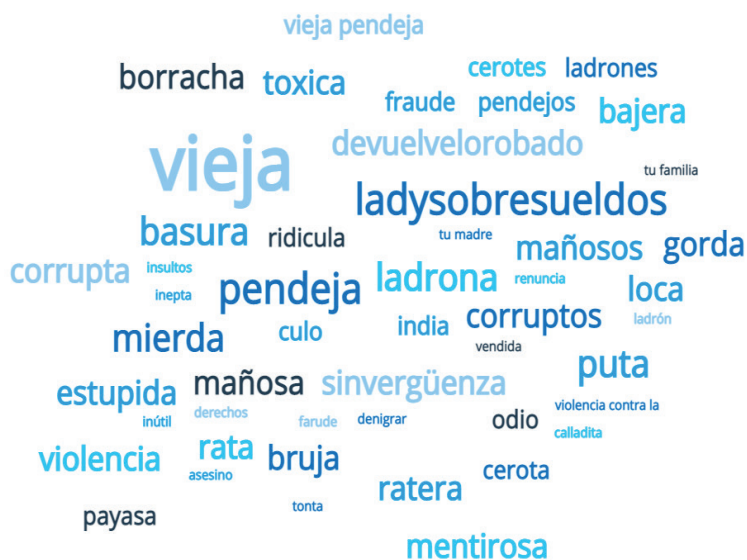 vieja pendeja
borracha
toxica
cerotes
ladrones
fraude
pendejos
bajera
vieja
devuelvelorobado
tu familia
ladysobresueldos
basura
ridicula
tu madre
mañosos
gorda
corrupta
insultos
ladrona
renuncia
inepta
pendeja
loca
mierda
culo
india
corruptos
ladrón
vendida
estupida
mañosa
sinvergüenza
puta
inútil
derechos
farude
denigrar
odio
violencia contra la
calladita
violencia
rata
bruja
asesino
cerota
ratera
tonta
payasa
mentirosa